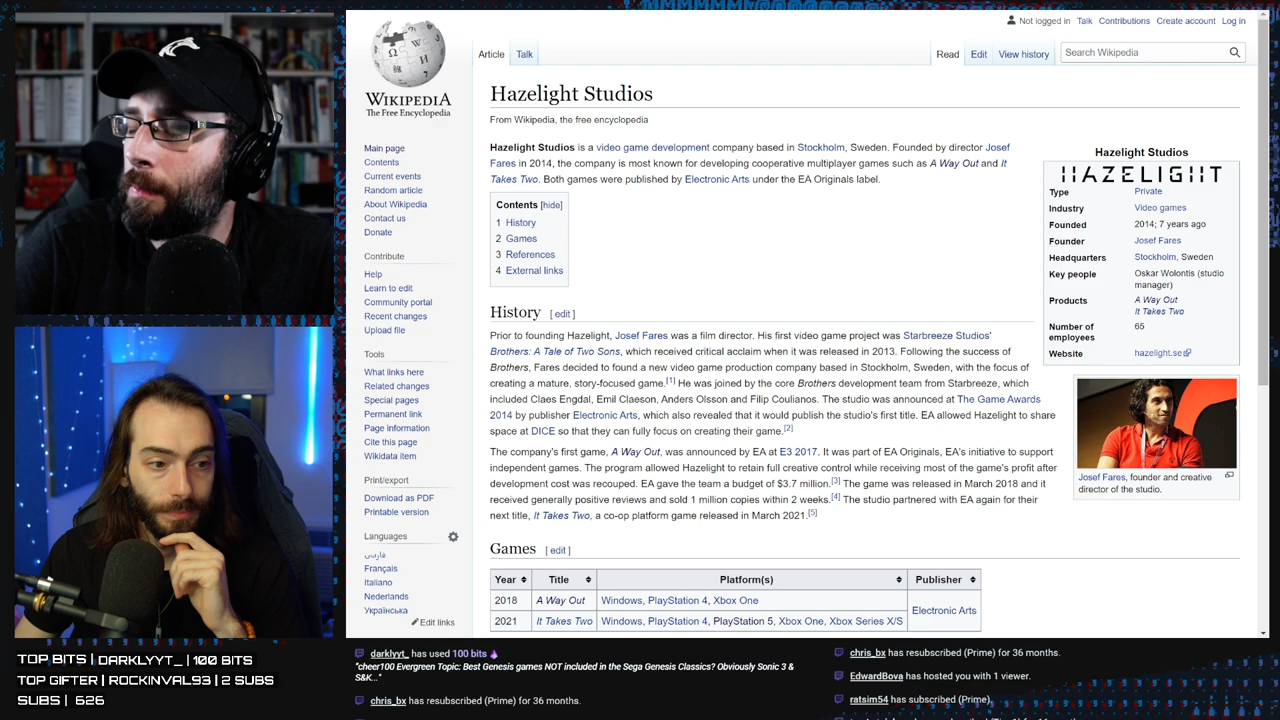 Not logged in Talk Contributions Create account Log in
Article Talk Read Edit View history Search Wikipedia
WIKIPEDIA
The Free Encyclopedia
Main page
Contents
Current events
Random article
About Wikipedia
Contact us
Donate
Contribute
Help
Learn to edit
Community portal
Recent changes
Upload file
Tools
What links here
Related changes
Special pages
Permanent link
Page information
Cite this page
Wikidata item
Print/export
Download as PDF
Printable version
Languages
فارسی
Français
Italiano
Nederlands
Українська
Edit links
Hazelight Studios
From Wikipedia, the free encyclopedia
Hazelight Studios is a video game development company based in Stockholm, Sweden. Founded by director Josef
Fares in 2014, the company is most known for developing cooperative multiplayer games such as A Way Out and It
Takes Two. Both games were published by Electronic Arts under the EA Originals label.
Contents [hide]
1 History
2 Games
3 References
4 External links
History [ edit ]
Prior to founding Hazelight, Josef Fares was a film director. His first video game project was Starbreeze Studios'
Brothers: A Tale of Two Sons, which received critical acclaim when it was released in 2013. Following the success of
Brothers, Fares decided to found a new video game production company based in Stockholm, Sweden, with the focus of
creating a mature, story-focused game.[1] He was joined by the core Brothers development team from Starbreeze, which
included Claes Engdal, Emil Claeson, Anders Olsson and Filip Coulianos. The studio was announced at The Game Awards
2014 by publisher Electronic Arts, which also revealed that it would publish the studio's first title. EA allowed Hazelight to share
space at DICE so that they can fully focus on creating their game.[2]
The company's first game, A Way Out, was announced by EA at E3 2017. It was part of EA Originals, EA's initiative to support
independent games. The program allowed Hazelight to retain full creative control while receiving most of the game's profit after
development cost was recouped. EA gave the team a budget of $3.7 million.[3] The game was released in March 2018 and it
received generally positive reviews and sold 1 million copies within 2 weeks.[4] The studio partnered with EA again for their
next title, It Takes Two, a co-op platform game released in March 2021.[5]
Games [ edit ]
Year Title Platform(s) Publisher
2018 A Way Out Windows, PlayStation 4, Xbox One Electronic Arts
2021 It Takes Two Windows, PlayStation 4, PlayStation 5, Xbox One, Xbox Series X/S
Hazelight Studios
HAZELIGHT
Type Private
Industry Video games
Founded 2014; 7 years ago
Founder Josef Fares
Headquarters Stockholm, Sweden
Key people Oskar Wolontis (studio
manager)
Products A Way Out
It Takes Two
Number of 65
employees
Website hazelight.se
Josef Fares, founder and creative
director of the studio.
TOP BITS | DARKLYYT_ | 100 BITS
TOP GIFTER | ROCKINVAL93 | 2 SUBS
SUBS | 626
darklyyt_ has used 100 bits
"cheer100 Evergreen Topic: Best Genesis games NOT included in the Sega Genesis Classics? Obviously Sonic 3 &
S&K..."
chris_bx has resubscribed (Prime) for 36 months.
chris_bx has resubscribed (Prime) for 36 months.
EdwardBova has hosted you with 1 viewer.
ratsim54 has subscribed (Prime).